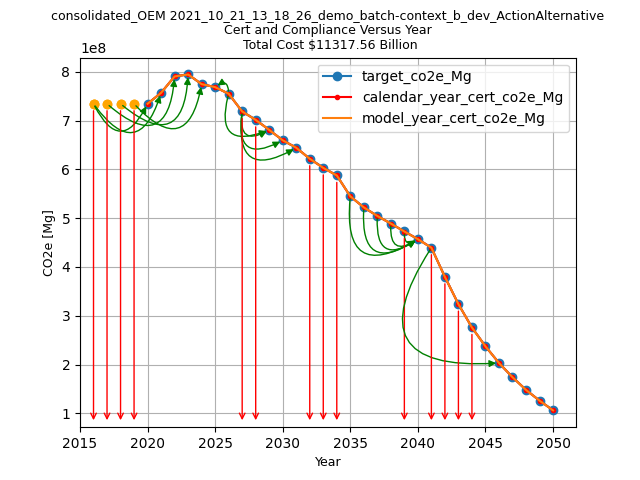 consolidated_OEM 2021_10_21_13_18_26_demo_batch-context_b_dev_ActionAlternative
Cert and Compliance Versus Year
Total Cost $11317.56 Billion
1e8
target_co2e_Mg
calendar_year_cert_co2e_Mg
model_year_cert_co2e_Mg
8
7
6
5
4
3
2
1
CO2e [Mg]
2015 2020 2025 2030 2035 2040 2045 2050
Year